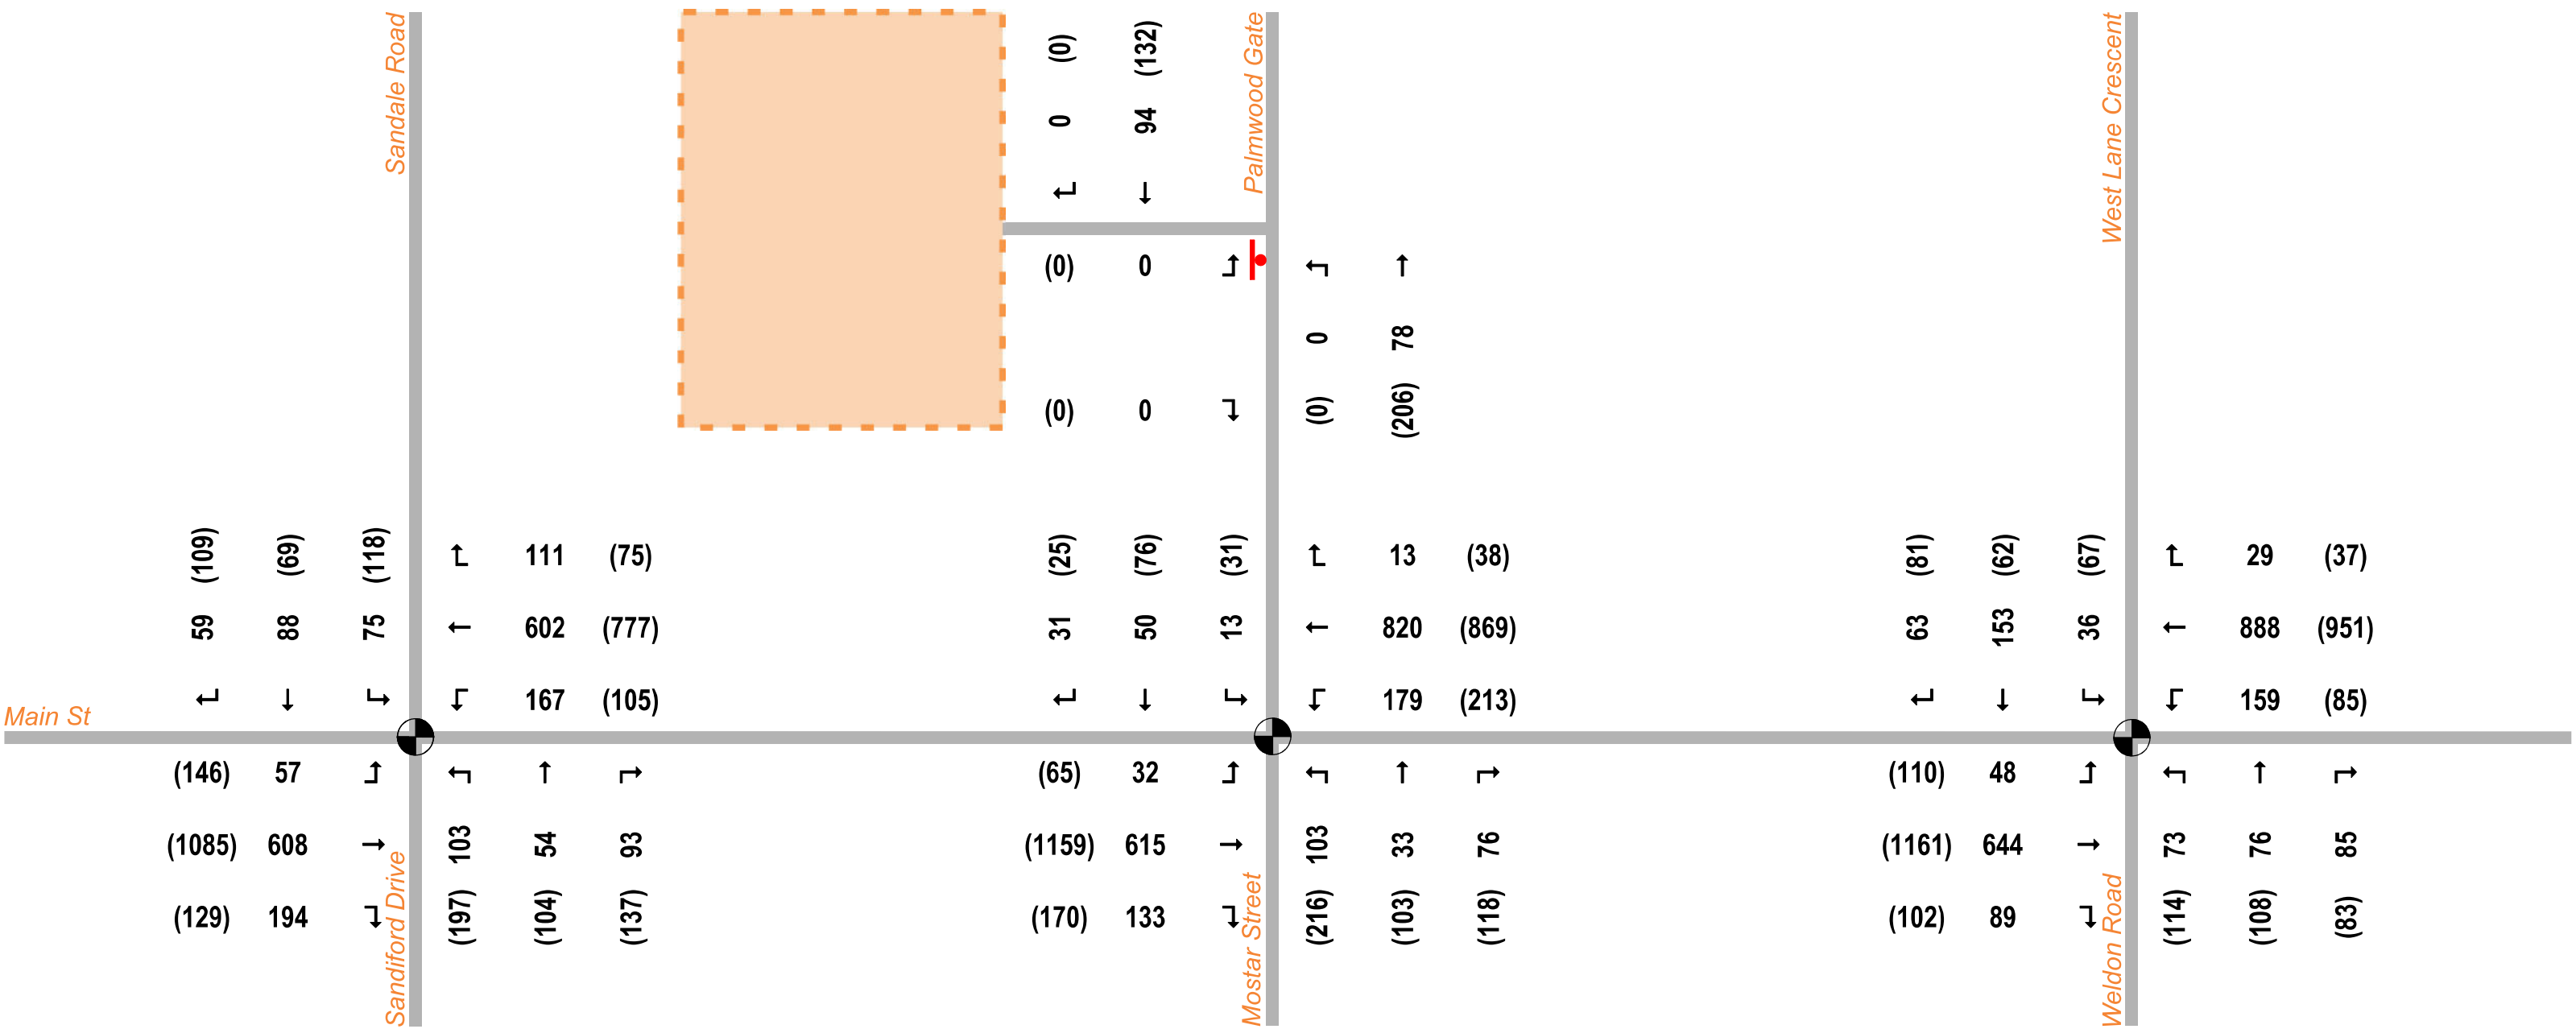 Sandale Road
Palmwood Gate
West Lane Crescent
(0) (132)
0 94
(0) 0
0 78
(0) 0
(0) (206)
(109) (69) (118)
59 88 75
111 (75)
602 (777)
167 (105)
(25) (76) (31)
31 50 13
13 (38)
820 (869)
179 (213)
(81) (62) (67)
63 153 36
29 (37)
888 (951)
159 (85)
Main St
(146) 57
(1085) 608
(129) 194
Sandiford Drive
103 54 93
(197) (104) (137)
(65) 32
(1159) 615
(170) 133
Mostar Street
103 33 76
(216) (103) (118)
(110) 48
(1161) 644
(102) 89
Weldon Road
73 76 85
(114) (108) (83)